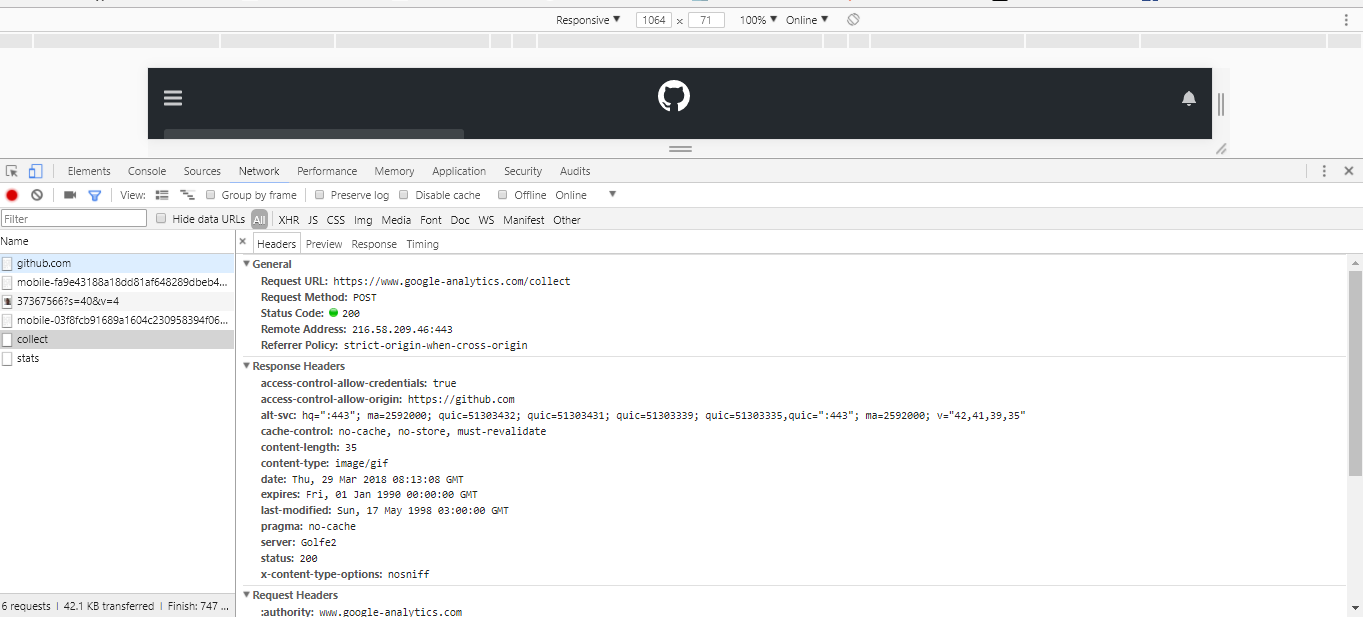 Responsive ▼ 1064 × 71 100% ▼ Online ▼
Elements Console Sources Network Performance Memory Application Security Audits
View: Group by frame Preserve log Disable cache Offline Online ▼
Filter Hide data URLs All XHR JS CSS Img Media Font Doc WS Manifest Other
Name
github.com
mobile-fa9e43188a18dd81af648289dbeb4...
37367566?s=40&v=4
mobile-03f8fcb91689a1604c230958394f06...
collect
stats
6 requests | 42.1 KB transferred | Finish: 747 ...
× Headers Preview Response Timing
▼ General
Request URL: https://www.google-analytics.com/collect
Request Method: POST
Status Code: 200
Remote Address: 216.58.209.46:443
Referrer Policy: strict-origin-when-cross-origin
▼ Response Headers
access-control-allow-credentials: true
access-control-allow-origin: https://github.com
alt-svc: hq=":443"; ma=2592000; quic=51303432; quic=51303431; quic=51303339; quic=51303335,quic=":443"; ma=2592000; v="42,41,39,35"
cache-control: no-cache, no-store, must-revalidate
content-length: 35
content-type: image/gif
date: Thu, 29 Mar 2018 08:13:08 GMT
expires: Fri, 01 Jan 1990 00:00:00 GMT
last-modified: Sun, 17 May 1998 03:00:00 GMT
pragma: no-cache
server: Golfe2
status: 200
x-content-type-options: nosniff
▼ Request Headers
:authority: www.google-analytics.com